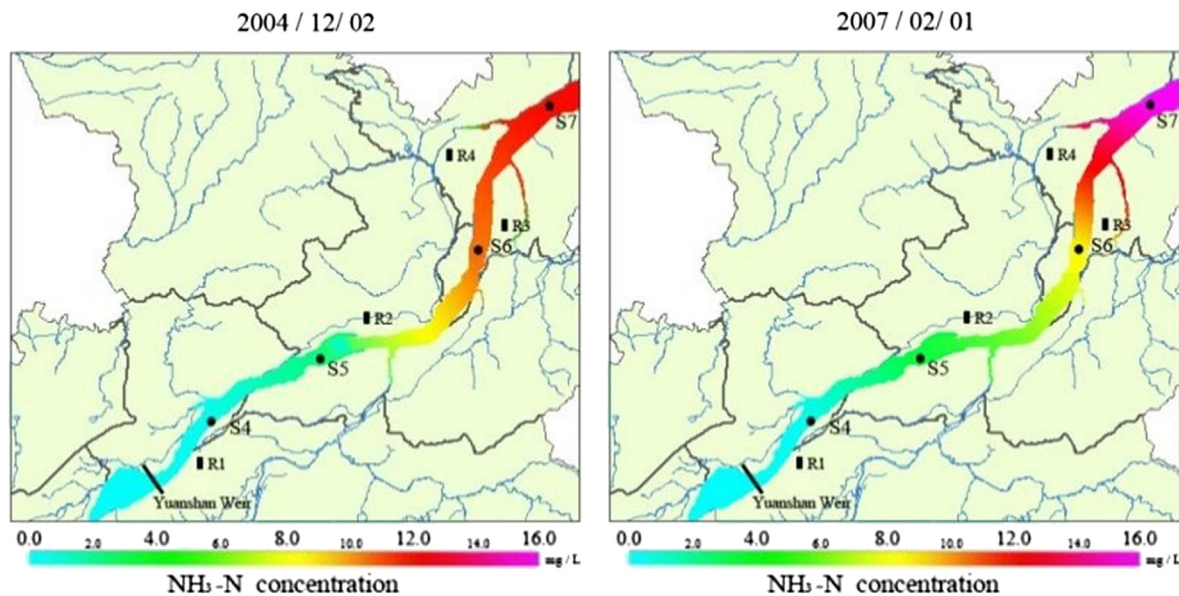 2004 / 12/ 02
2007 / 02/ 01
S7
R4
R3
S6
R2
S5
S4
R1
Yuanshan Weir
S7
R4
R3
S6
R2
S5
S4
R1
Yuanshan Weir
0.0 2.0 4.0 6.0 8.0 10.0 12.0 14.0 16.0 mg / L
0.0 2.0 4.0 6.0 8.0 10.0 12.0 14.0 16.0 mg / L
NH₃-N concentration
NH₃-N concentration